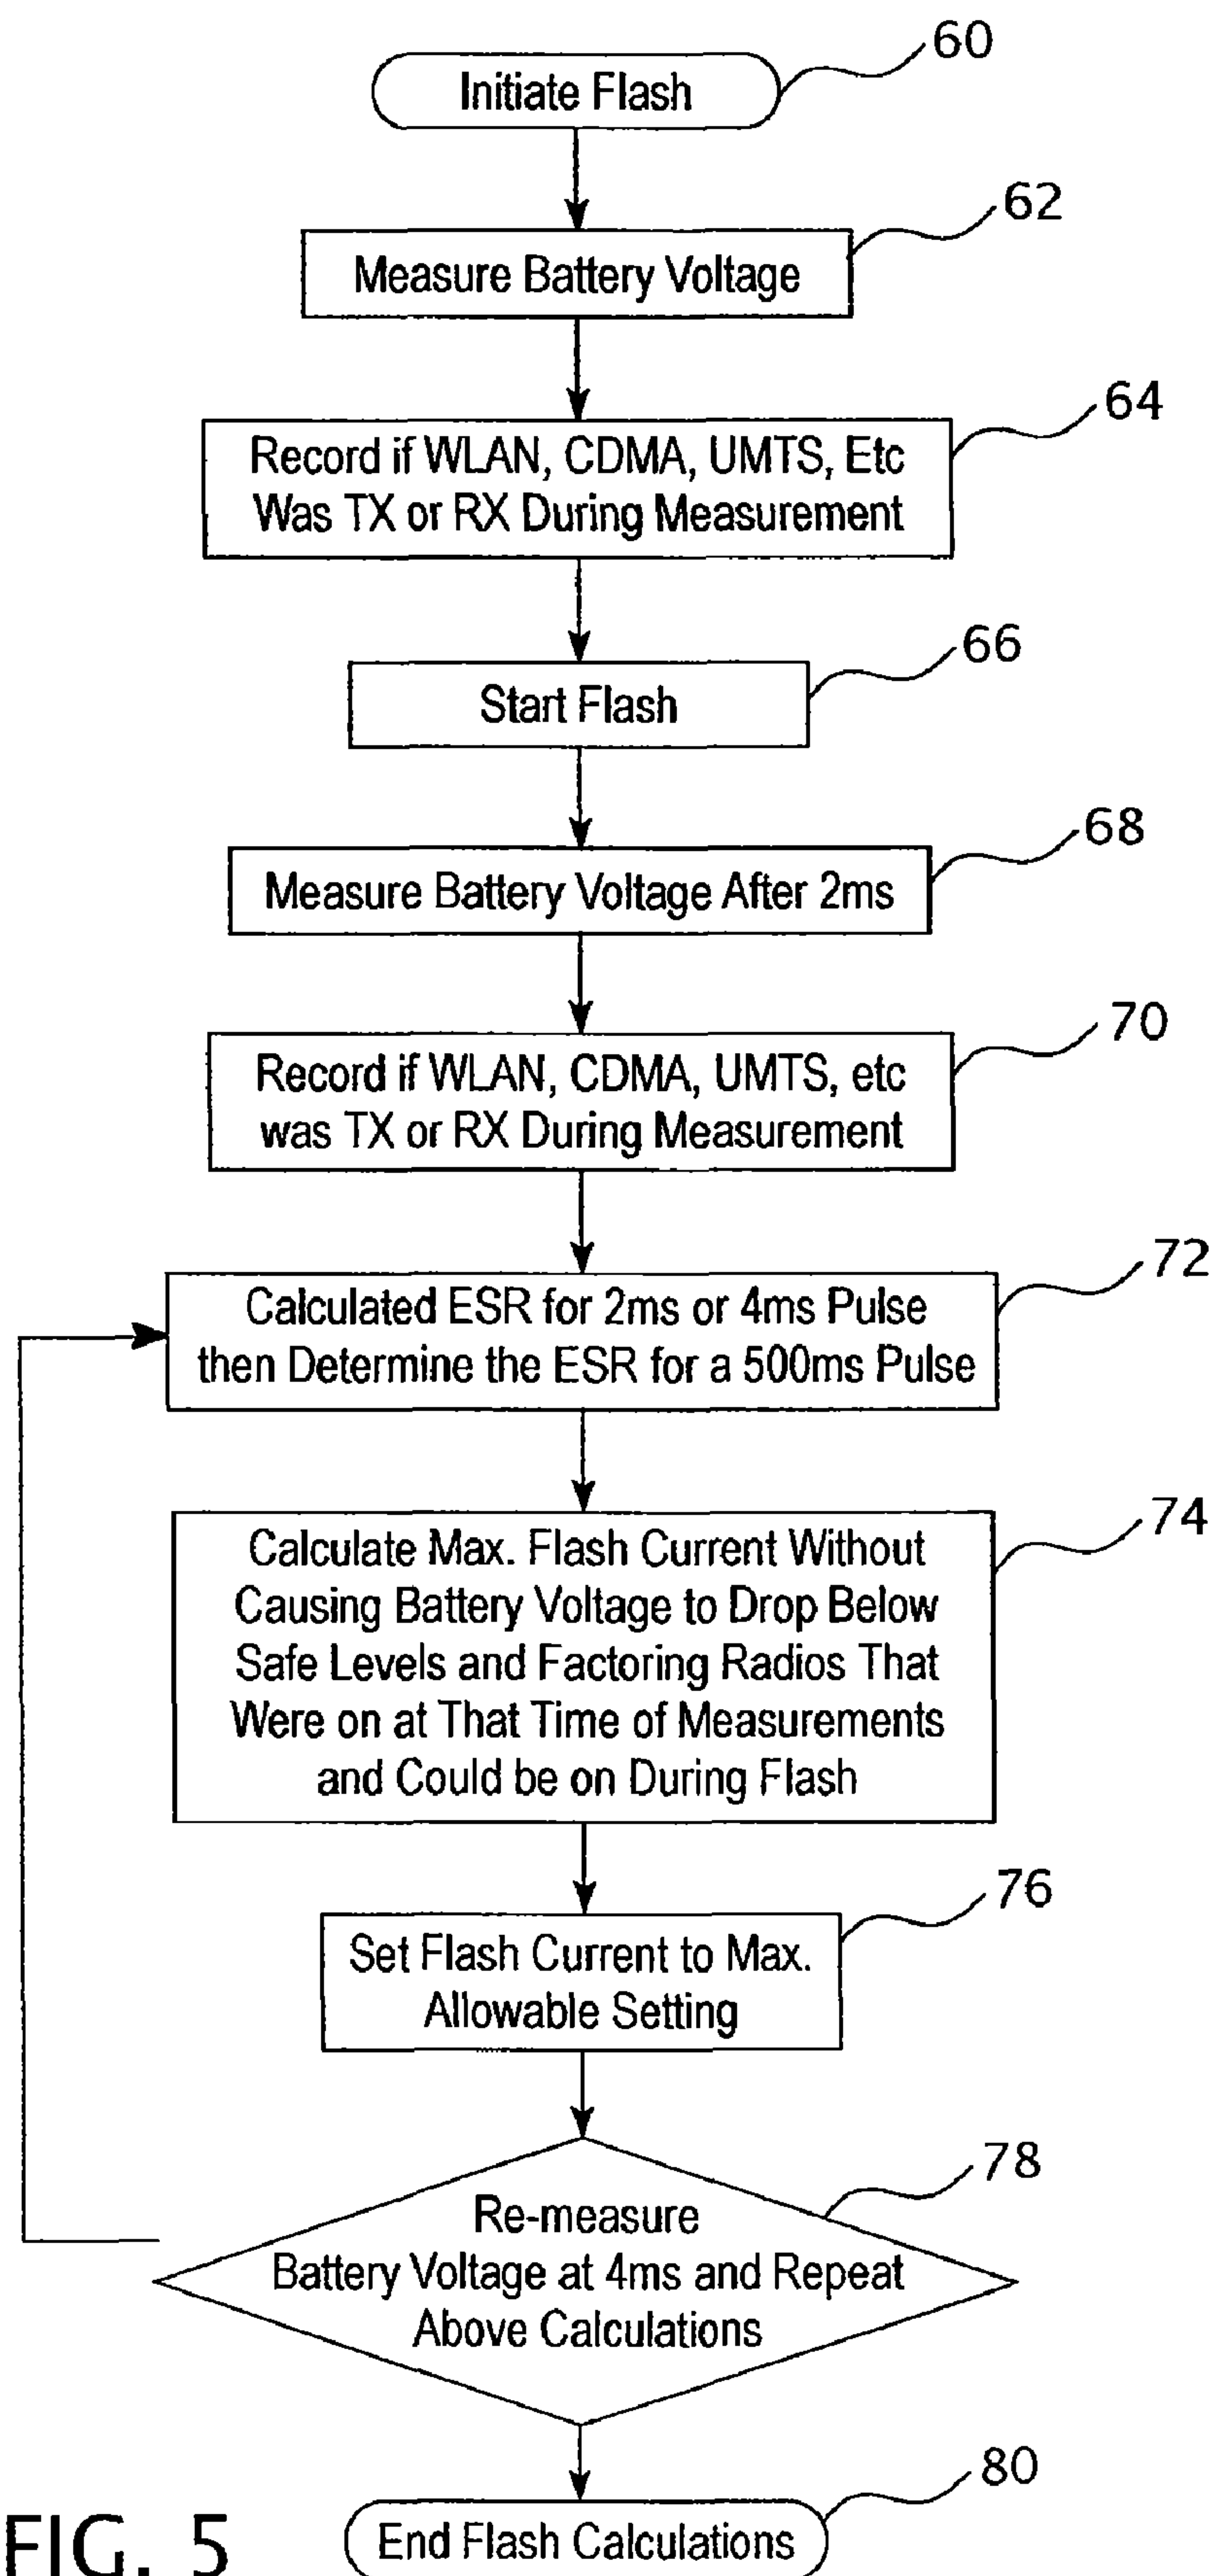 60
Initiate Flash
62
Measure Battery Voltage
64
Record if WLAN, CDMA, UMTS, Etc
Was TX or RX During Measurement
66
Start Flash
68
Measure Battery Voltage After 2ms
70
Record if WLAN, CDMA, UMTS, etc
was TX or RX During Measurement
72
Calculated ESR for 2ms or 4ms Pulse
then Determine the ESR for a 500ms Pulse
74
Calculate Max. Flash Current Without
Causing Battery Voltage to Drop Below
Safe Levels and Factoring Radios That
Were on at That Time of Measurements
and Could be on During Flash
76
Set Flash Current to Max.
Allowable Setting
78
Re-measure
Battery Voltage at 4ms and Repeat
Above Calculations
80
End Flash Calculations
FIG. 5